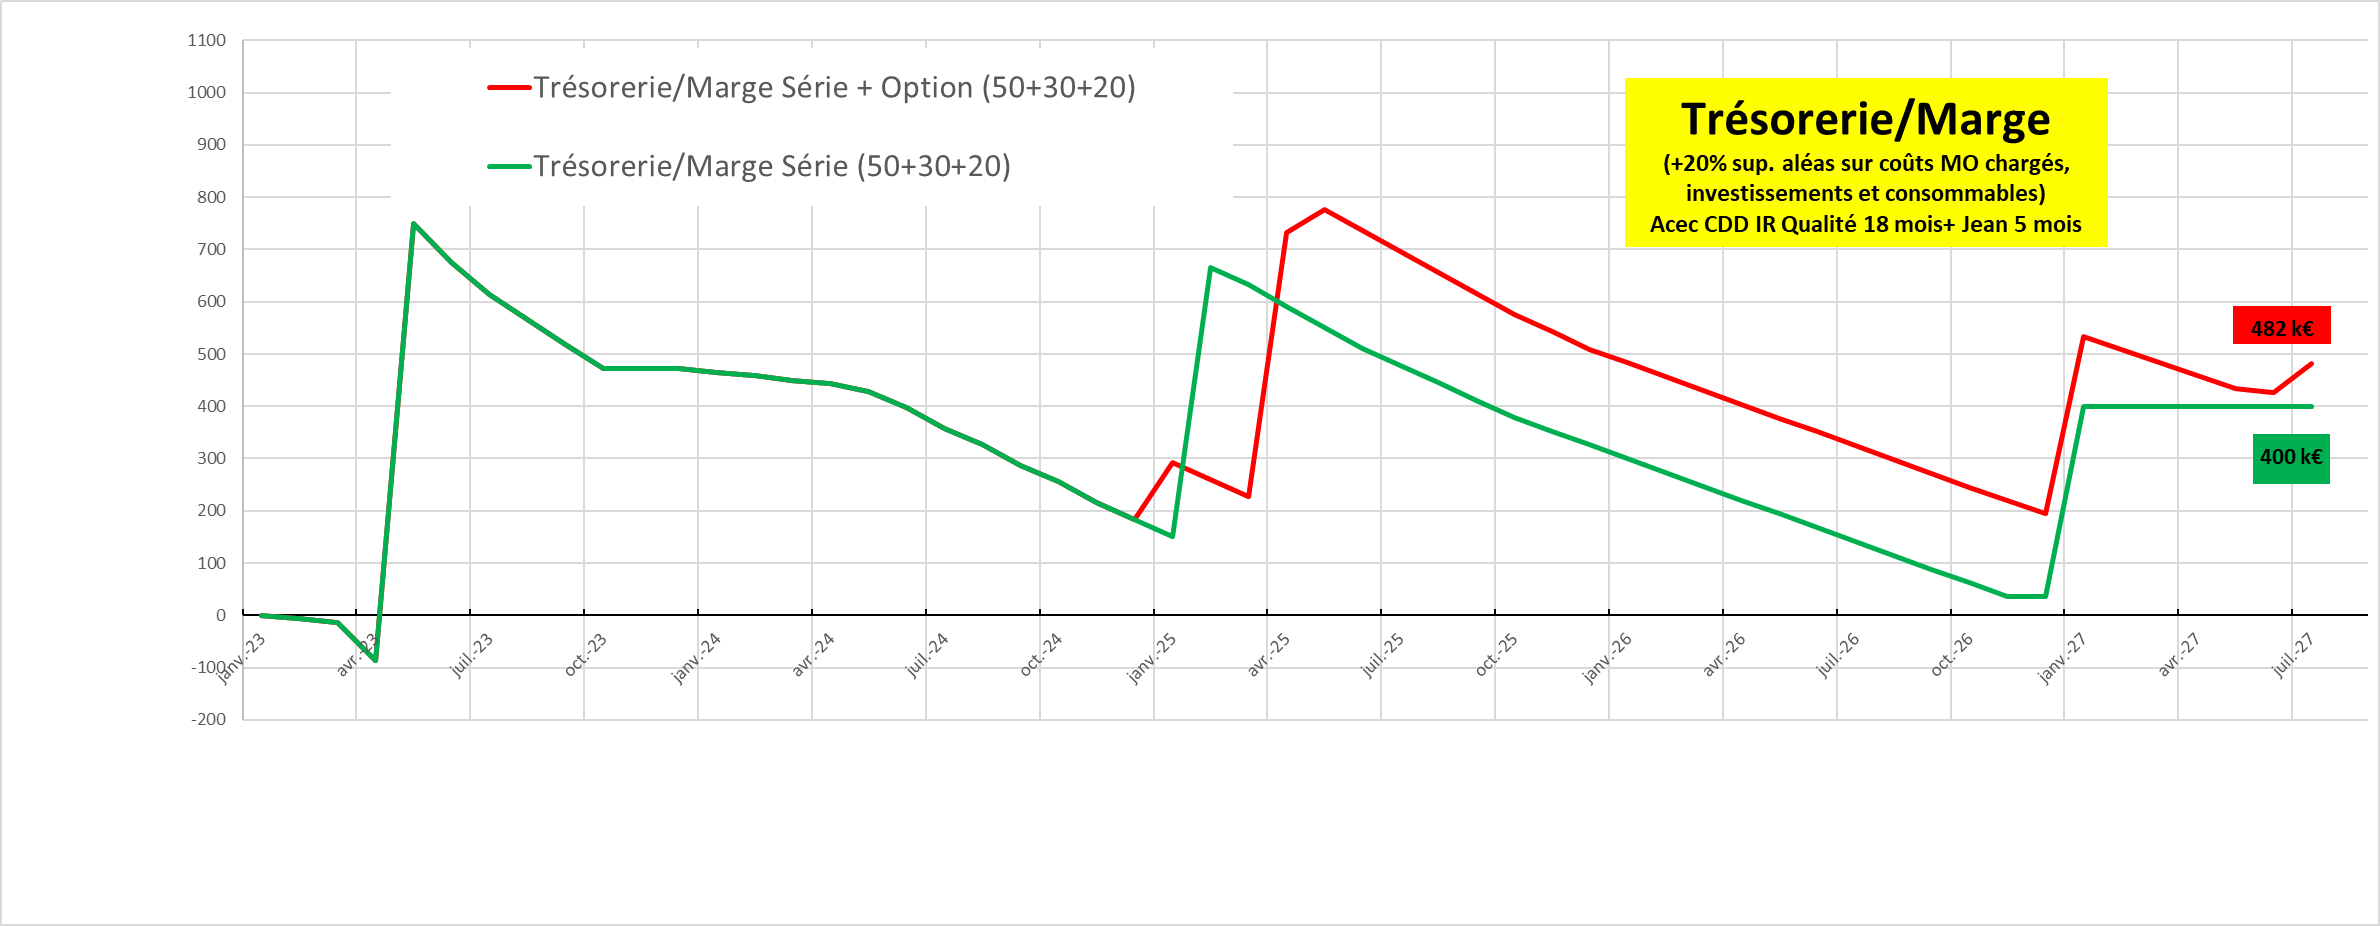 1100
1000
900
800
700
600
500
400
300
200
100
0
-100
-200
Trésorerie/Marge Série + Option (50+30+20)
Trésorerie/Marge Série (50+30+20)
Trésorerie/Marge
(+20% sup. aléas sur coûts MO chargés,
investissements et consommables)
Acec CDD IR Qualité 18 mois+ Jean 5 mois
482 k€
400 k€
janv.-23
avr.-23
juil.-23
oct.-23
janv.-24
avr.-24
juil.-24
oct.-24
janv.-25
avr.-25
juil.-25
oct.-25
janv.-26
avr.-26
juil.-26
oct.-26
janv.-27
avr.-27
juil.-27